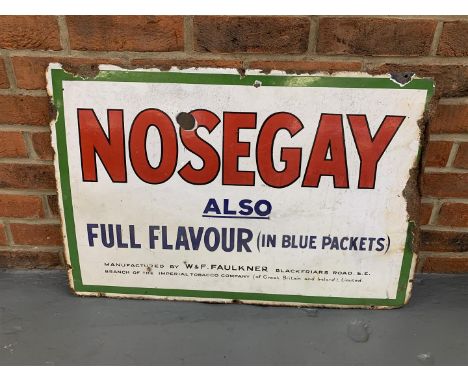 NOSEGAY
ALSO
FULL FLAVOUR (IN BLUE PACKETS)
MANUFACTURED BY W & F. FAULKNER BLACKFRIARS ROAD. S.E.
BRANCH OF THE IMPERIAL TOBACCO COMPANY (of Great Britain and Ireland), Limited.